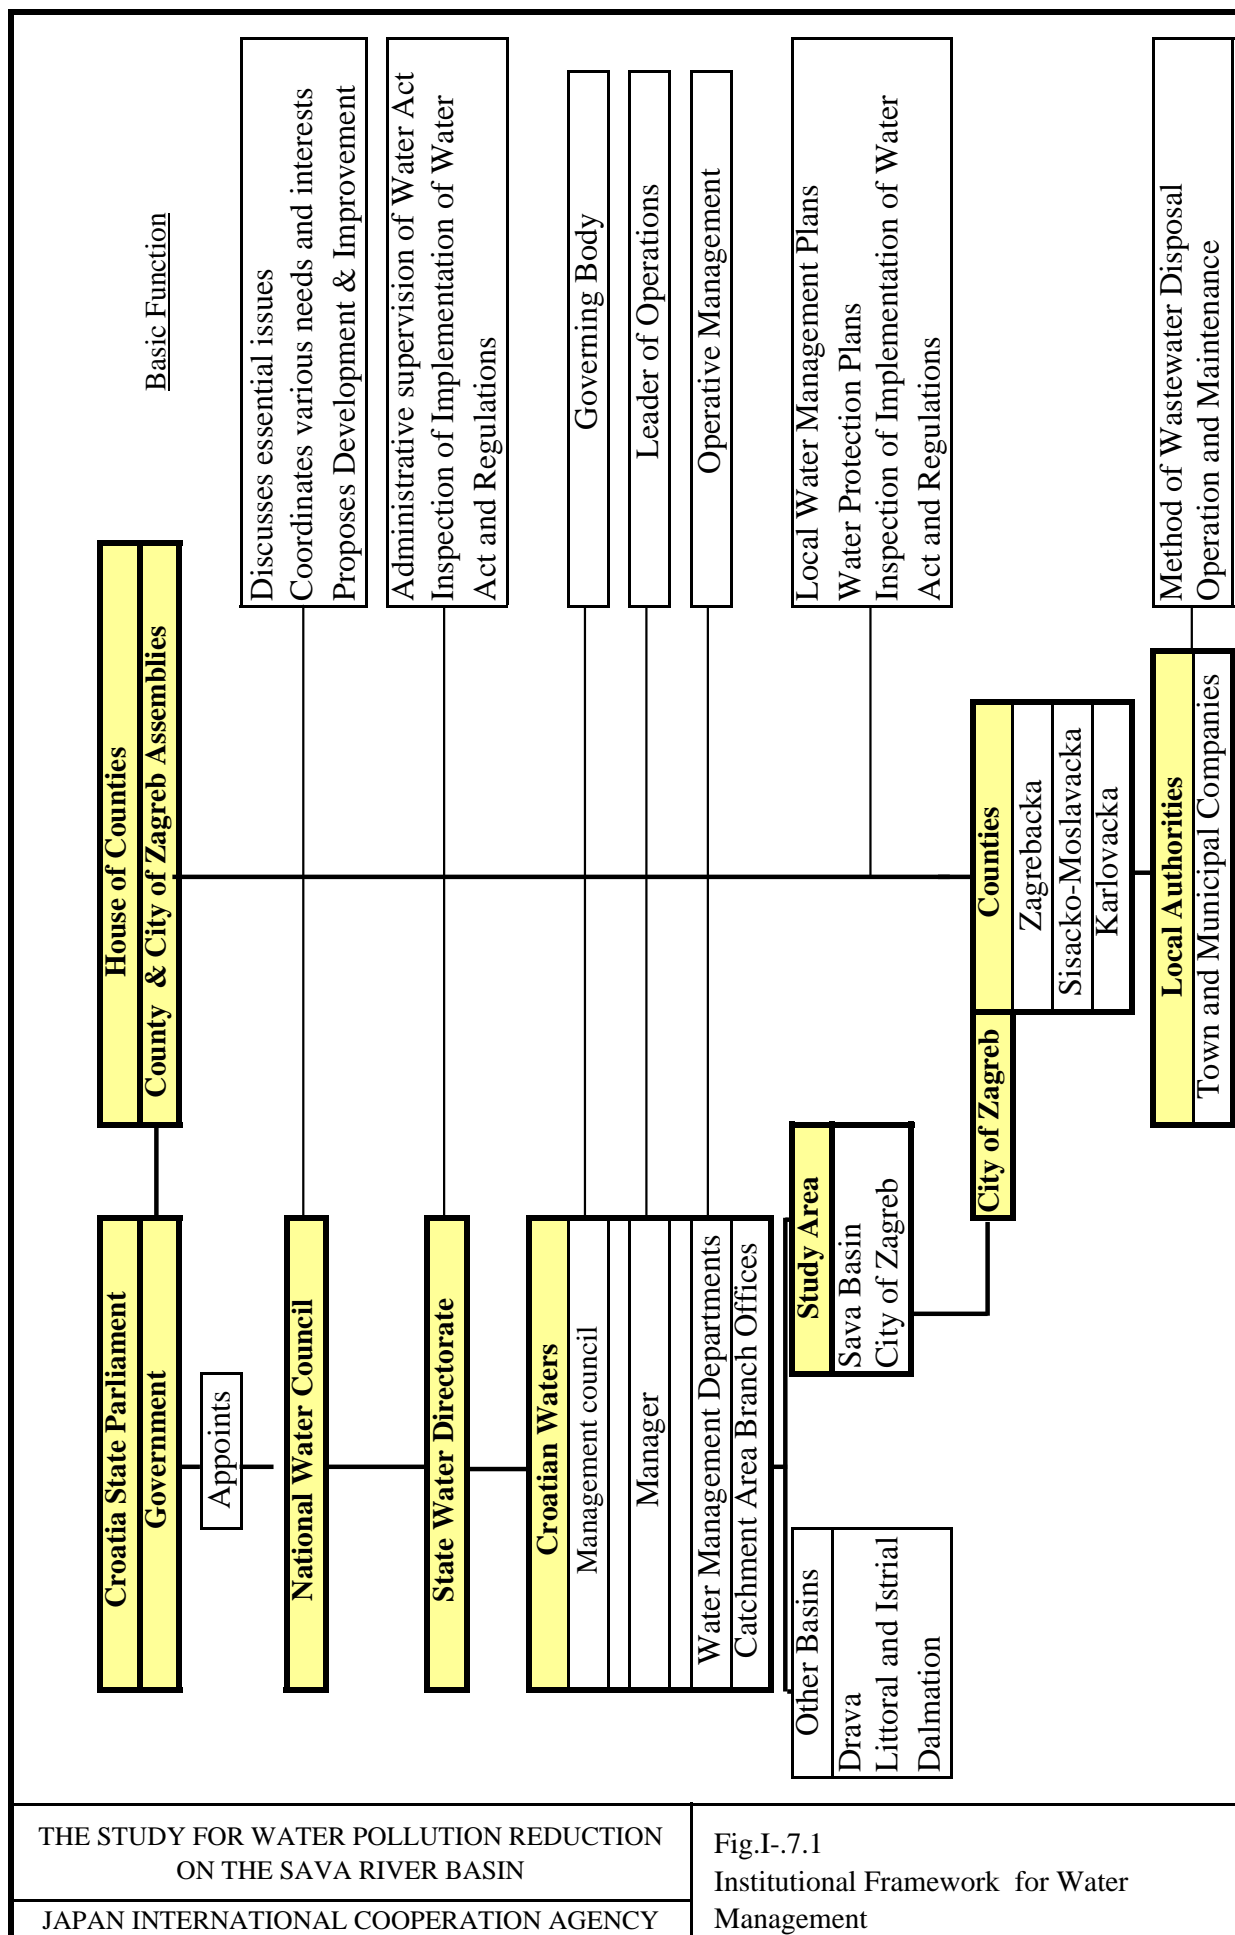 Croatia State Parliament
Government
House of Counties
County & City of Zagreb Assemblies
Basic Function
Appoints
National Water Council
Discusses essential issues
Coordinates various needs and interests
Proposes Development & Improvement
State Water Directorate
Administrative supervision of Water Act
Inspection of Implementation of Water
Act and Regulations
Croatian Waters
Management council
Governing Body
Manager
Leader of Operations
Water Management Departments
Operative Management
Catchment Area Branch Offices
Other Basins
Drava
Littoral and Istrial
Dalmation
Study Area
Sava Basin
City of Zagreb
Local Water Management Plans
Water Protection Plans
Inspection of Implementation of Water
Act and Regulations
City of Zagreb
Counties
Zagrebacka
Sisacko-Moslavacka
Karlovacka
Local Authorities
Town and Municipal Companies
Method of Wastewater Disposal
Operation and Maintenance
THE STUDY FOR WATER POLLUTION REDUCTION
ON THE SAVA RIVER BASIN
JAPAN INTERNATIONAL COOPERATION AGENCY
Fig.I-.7.1
Institutional Framework for Water
Management